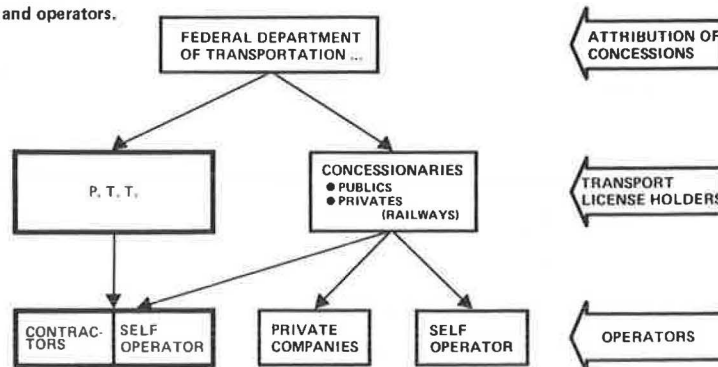 and operators.
FEDERAL DEPARTMENT
OF TRANSPORTATION ...
ATTRIBUTION OF
CONCESSIONS
P. T. T.
CONCESSIONARIES
● PUBLICS
● PRIVATES
(RAILWAYS)
TRANSPORT
LICENSE HOLDERS
CONTRAC-
TORS
SELF
OPERATOR
PRIVATE
COMPANIES
SELF
OPERATOR
OPERATORS